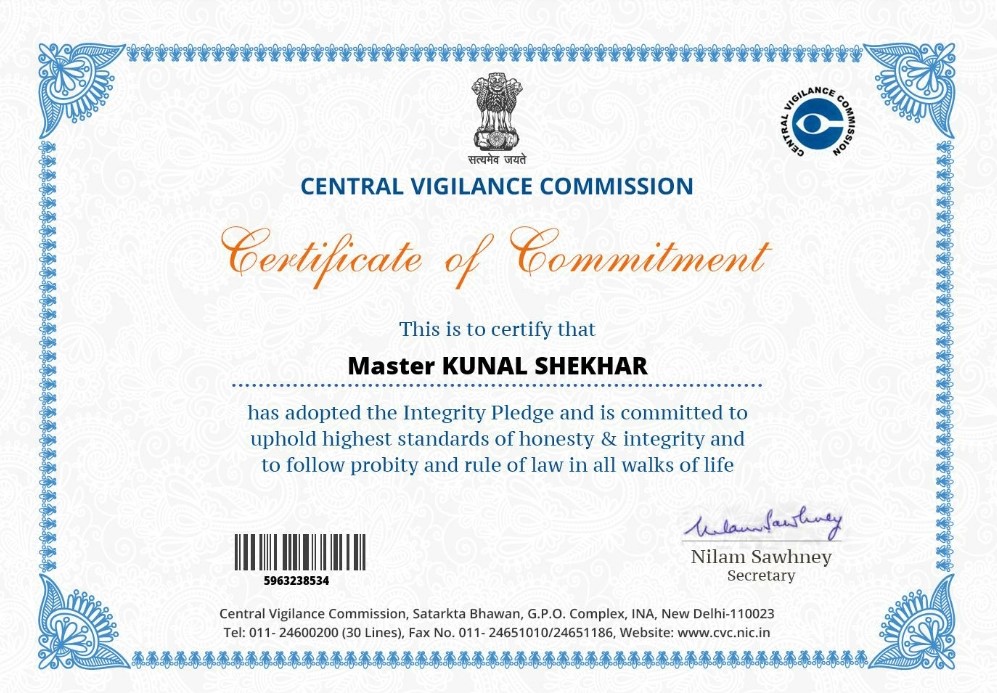 सत्यमेव जयते
CENTRAL VIGILANCE COMMISSION
CENTRAL VIGILANCE COMMISSION
Certificate of Commitment
This is to certify that
Master KUNAL SHEKHAR
has adopted the Integrity Pledge and is committed to
uphold highest standards of honesty & integrity and
to follow probity and rule of law in all walks of life
Nilam Sawhney
Nilam Sawhney
Secretary
5963238534
Central Vigilance Commission, Satarkta Bhawan, G.P.O. Complex, INA, New Delhi-110023
Tel: 011- 24600200 (30 Lines), Fax No. 011- 24651010/24651186, Website: www.cvc.nic.in